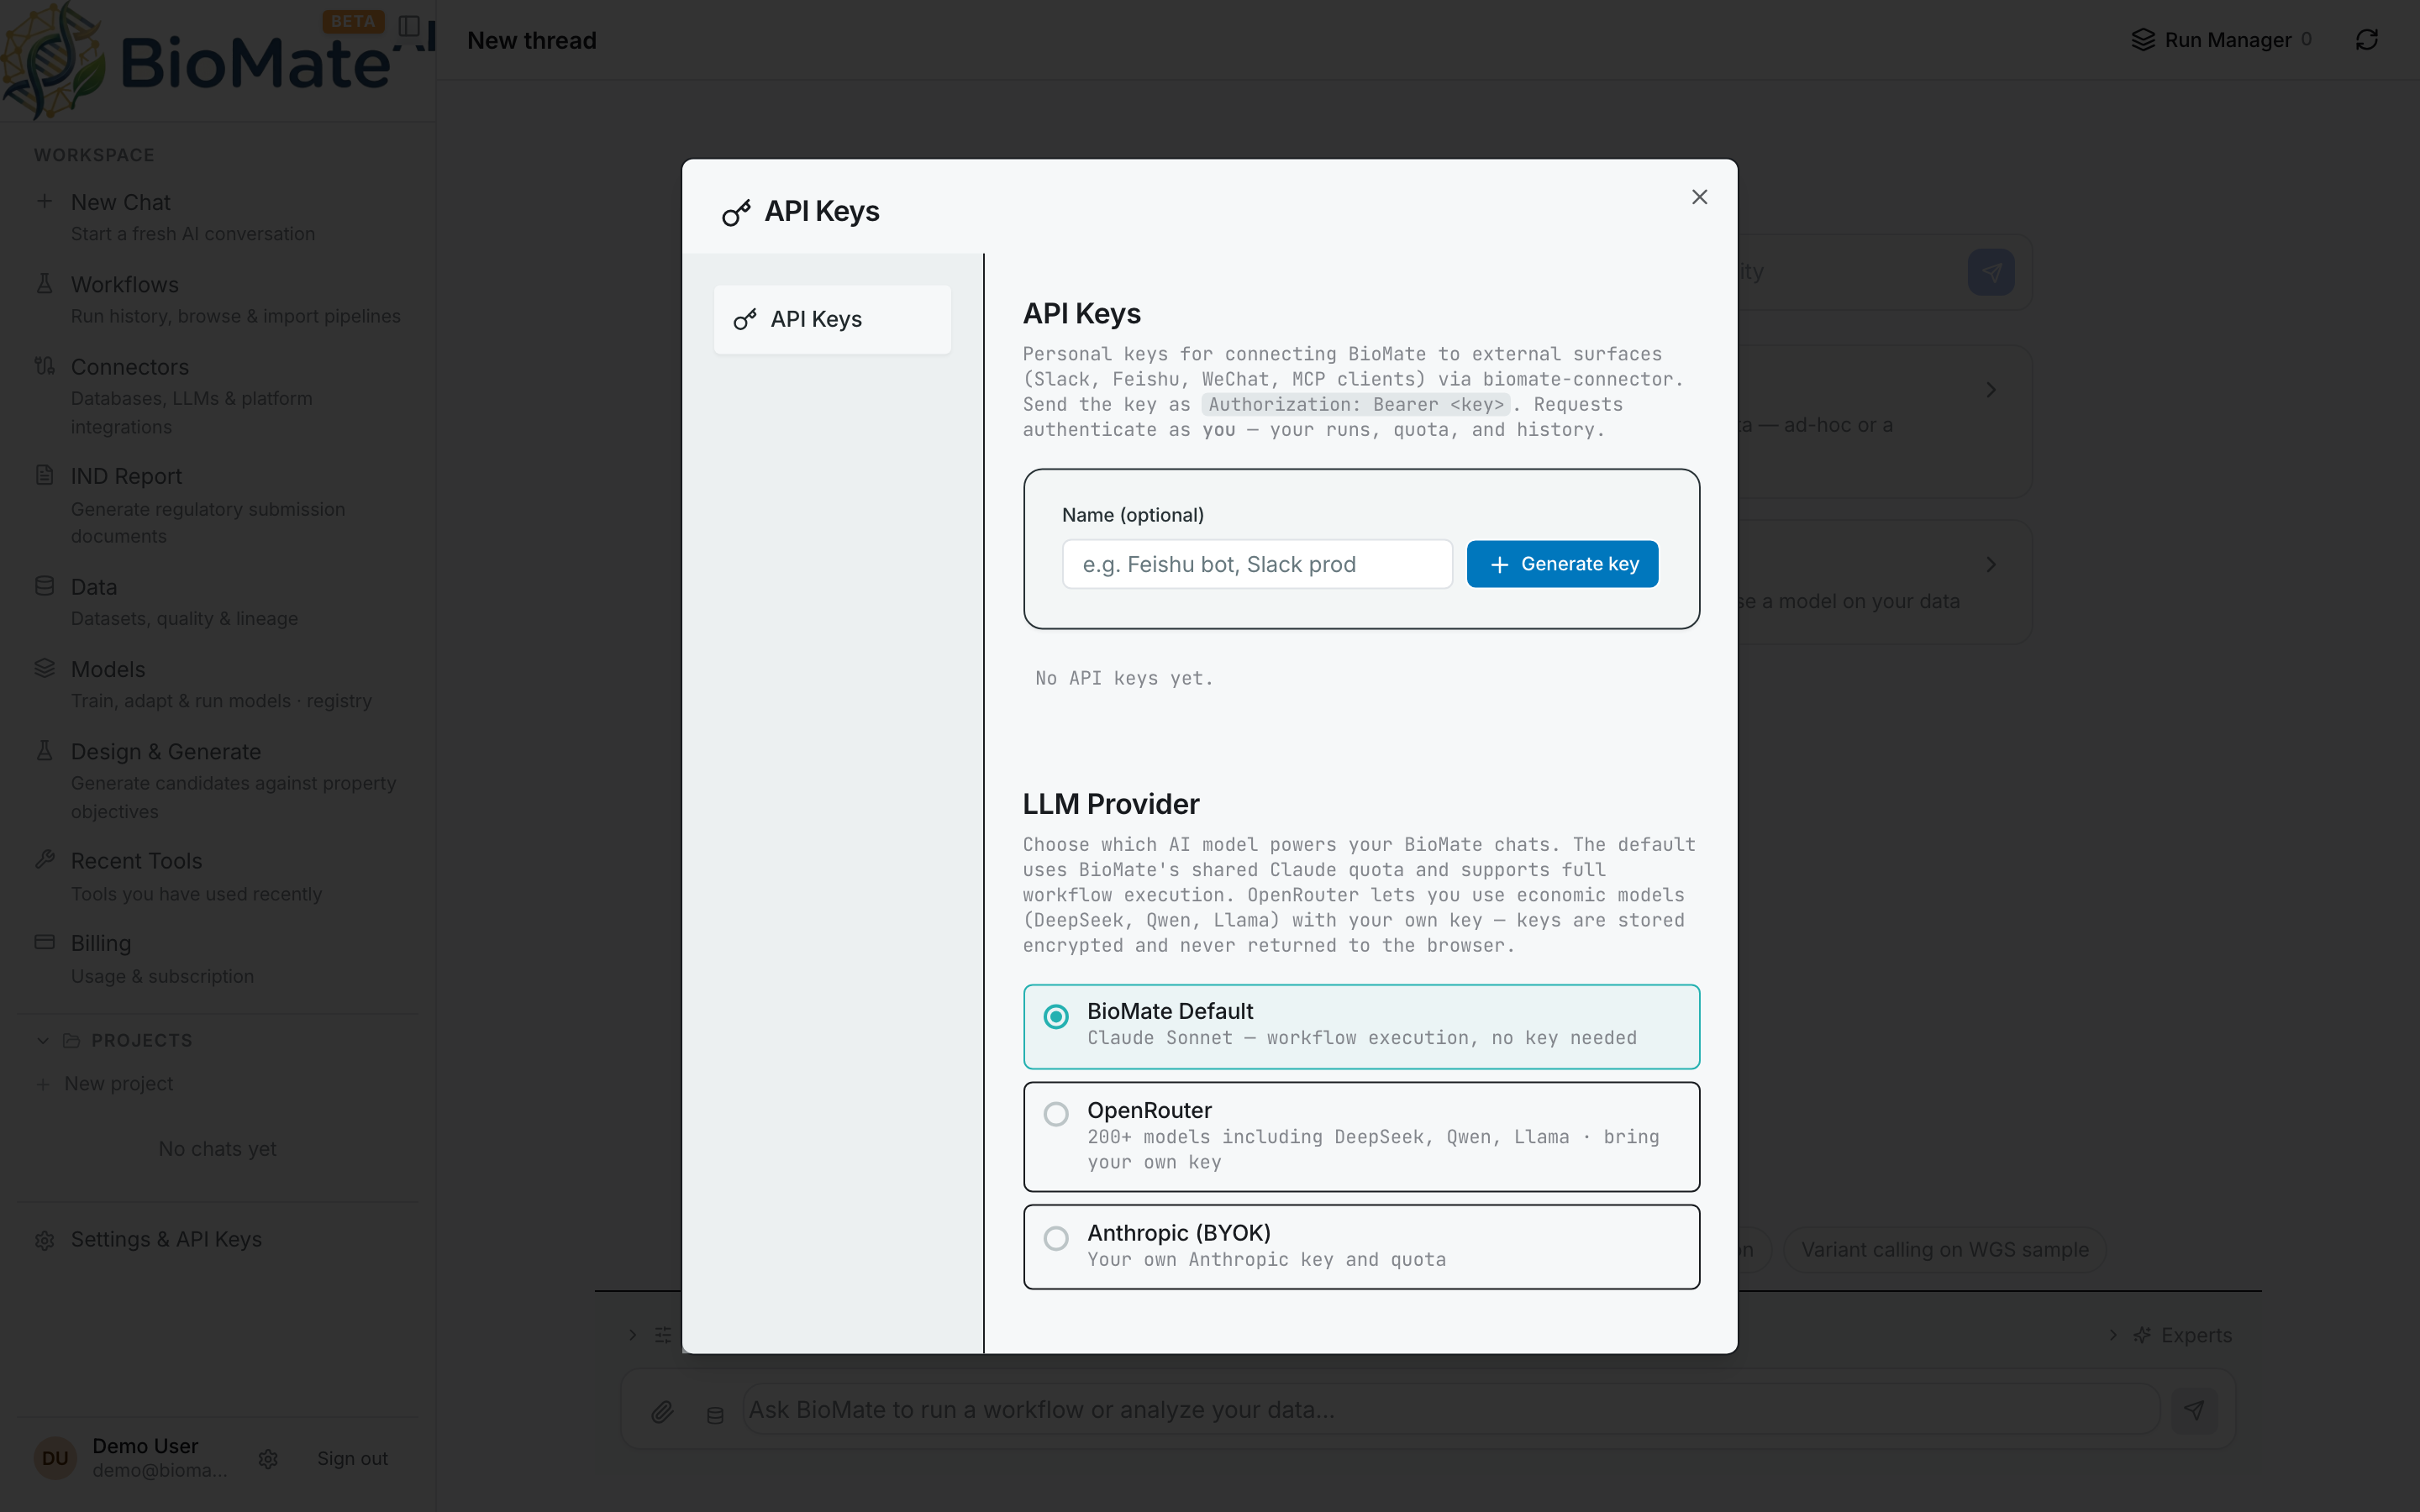 BETA
BioMate
AI
New thread
Run Manager 0
WORKSPACE
New Chat
Start a fresh AI conversation
Workflows
Run history, browse & import pipelines
Connectors
Databases, LLMs & platform
integrations
IND Report
Generate regulatory submission
documents
Data
Datasets, quality & lineage
Models
Train, adapt & run models · registry
Design & Generate
Generate candidates against property
objectives
Recent Tools
Tools you have used recently
Billing
Usage & subscription
PROJECTS
New project
No chats yet
Settings & API Keys
DU
Demo User
demo@bioma...
Sign out
API Keys
API Keys
API Keys
Personal keys for connecting BioMate to external surfaces
(Slack, Feishu, WeChat, MCP clients) via biomate-connector.
Send the key as Authorization: Bearer <key>. Requests
authenticate as you — your runs, quota, and history.
Name (optional)
e.g. Feishu bot, Slack prod
Generate key
No API keys yet.
LLM Provider
Choose which AI model powers your BioMate chats. The default
uses BioMate's shared Claude quota and supports full
workflow execution. OpenRouter lets you use economic models
(DeepSeek, Qwen, Llama) with your own key — keys are stored
encrypted and never returned to the browser.
BioMate Default
Claude Sonnet — workflow execution, no key needed
OpenRouter
200+ models including DeepSeek, Qwen, Llama · bring
your own key
Anthropic (BYOK)
Your own Anthropic key and quota
— ad-hoc or a
a model on your data
Variant calling on WGS sample
Experts
Ask BioMate to run a workflow or analyze your data...